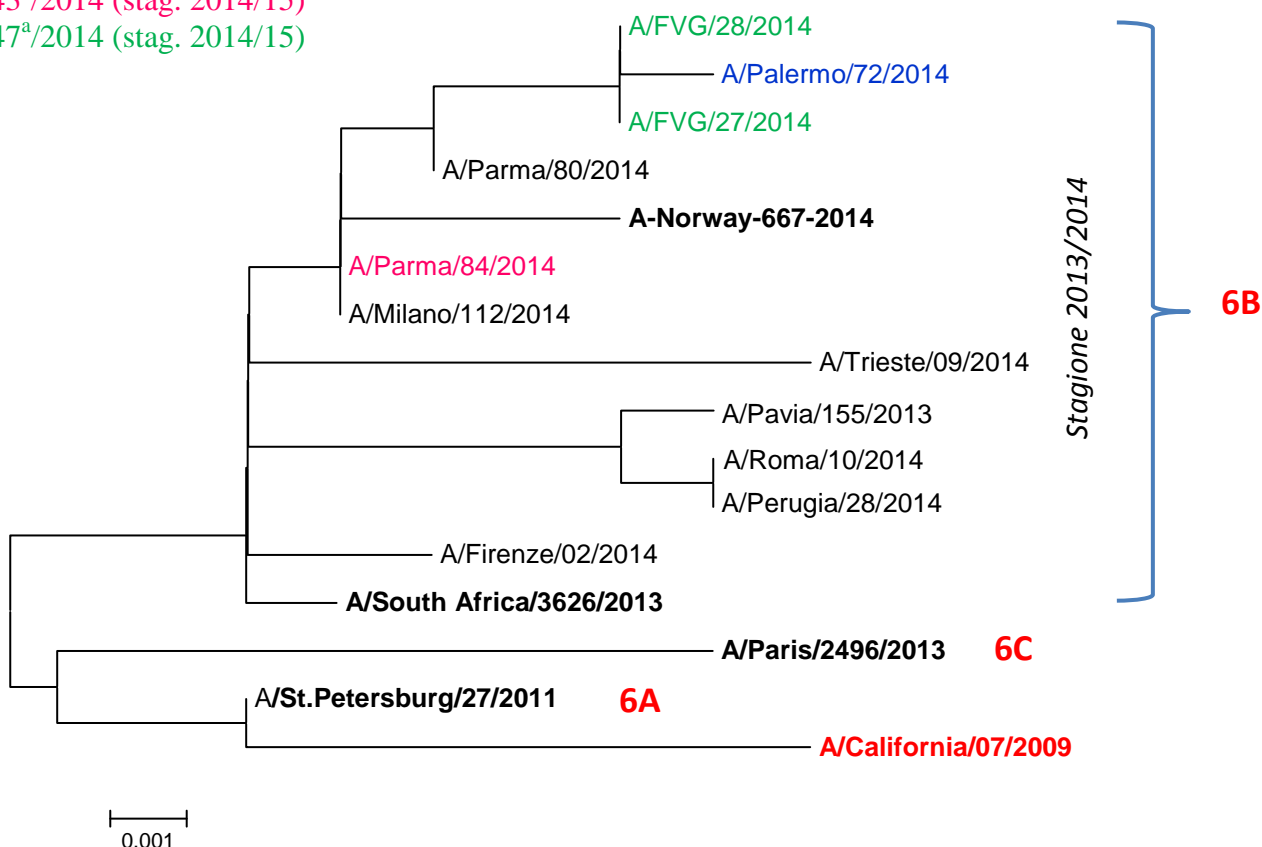 /2014 (stag. 2014/15)
47ª/2014 (stag. 2014/15)
A/FVG/28/2014
A/Palermo/72/2014
A/FVG/27/2014
A/Parma/80/2014
A-Norway-667-2014
A/Parma/84/2014
A/Milano/112/2014
A/Trieste/09/2014
A/Pavia/155/2013
A/Roma/10/2014
A/Perugia/28/2014
A/Firenze/02/2014
A/South Africa/3626/2013
Stagione 2013/2014
6B
A/Paris/2496/2013 6C
A/St.Petersburg/27/2011 6A
A/California/07/2009
0.001